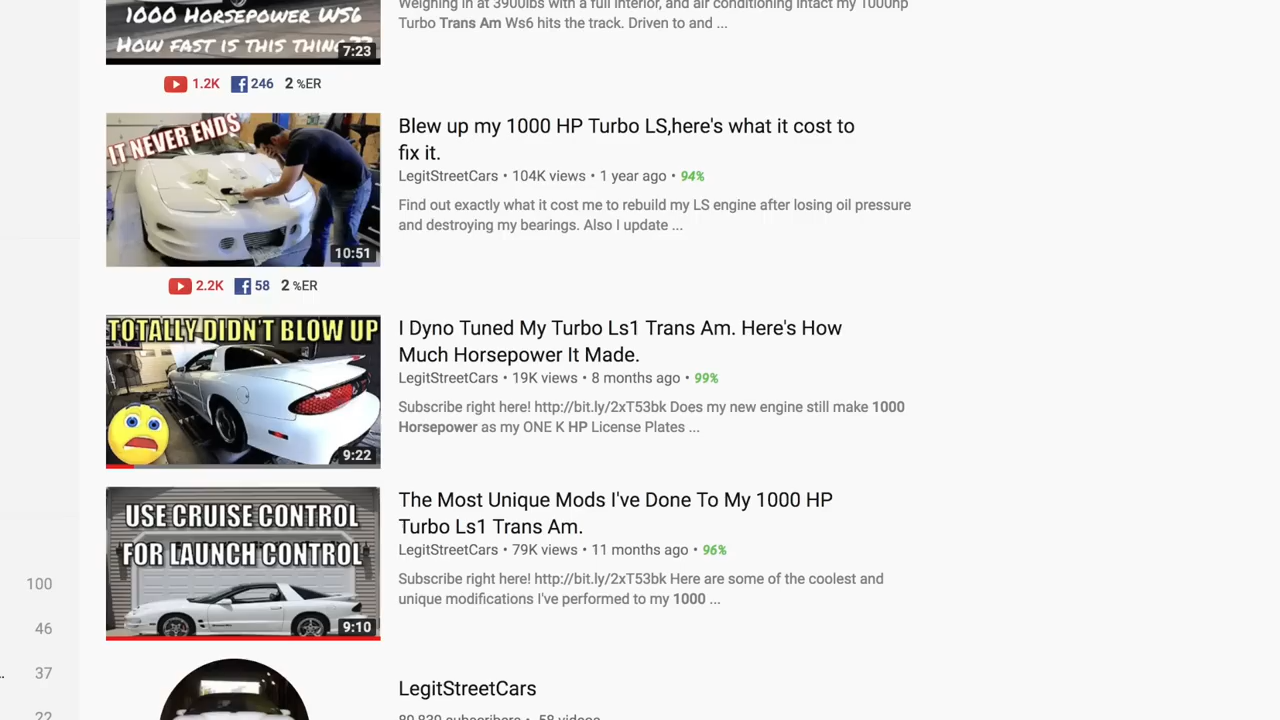 1000 HORSEPOWER WS6
HOW FAST IS THIS THING??
7:23
Weighing in at 3900lbs with a full interior, and air conditioning intact my 1000hp
Turbo Trans Am Ws6 hits the track. Driven to and ...
1.2K 246 2 %ER
IT NEVER ENDS
10:51
Blew up my 1000 HP Turbo LS,here's what it cost to
fix it.
LegitStreetCars • 104K views • 1 year ago • 94%
Find out exactly what it cost me to rebuild my LS engine after losing oil pressure
and destroying my bearings. Also I update ...
2.2K 58 2 %ER
TOTALLY DIDN'T BLOW UP
9:22
I Dyno Tuned My Turbo Ls1 Trans Am. Here's How
Much Horsepower It Made.
LegitStreetCars • 19K views • 8 months ago • 99%
Subscribe right here! http://bit.ly/2xT53bk Does my new engine still make 1000
Horsepower as my ONE K HP License Plates ...
USE CRUISE CONTROL
FOR LAUNCH CONTROL
9:10
The Most Unique Mods I've Done To My 1000 HP
Turbo Ls1 Trans Am.
LegitStreetCars • 79K views • 11 months ago • 96%
Subscribe right here! http://bit.ly/2xT53bk Here are some of the coolest and
unique modifications I've performed to my 1000 ...
100
46
37
22
LegitStreetCars
80,830 subscribers • 58 videos